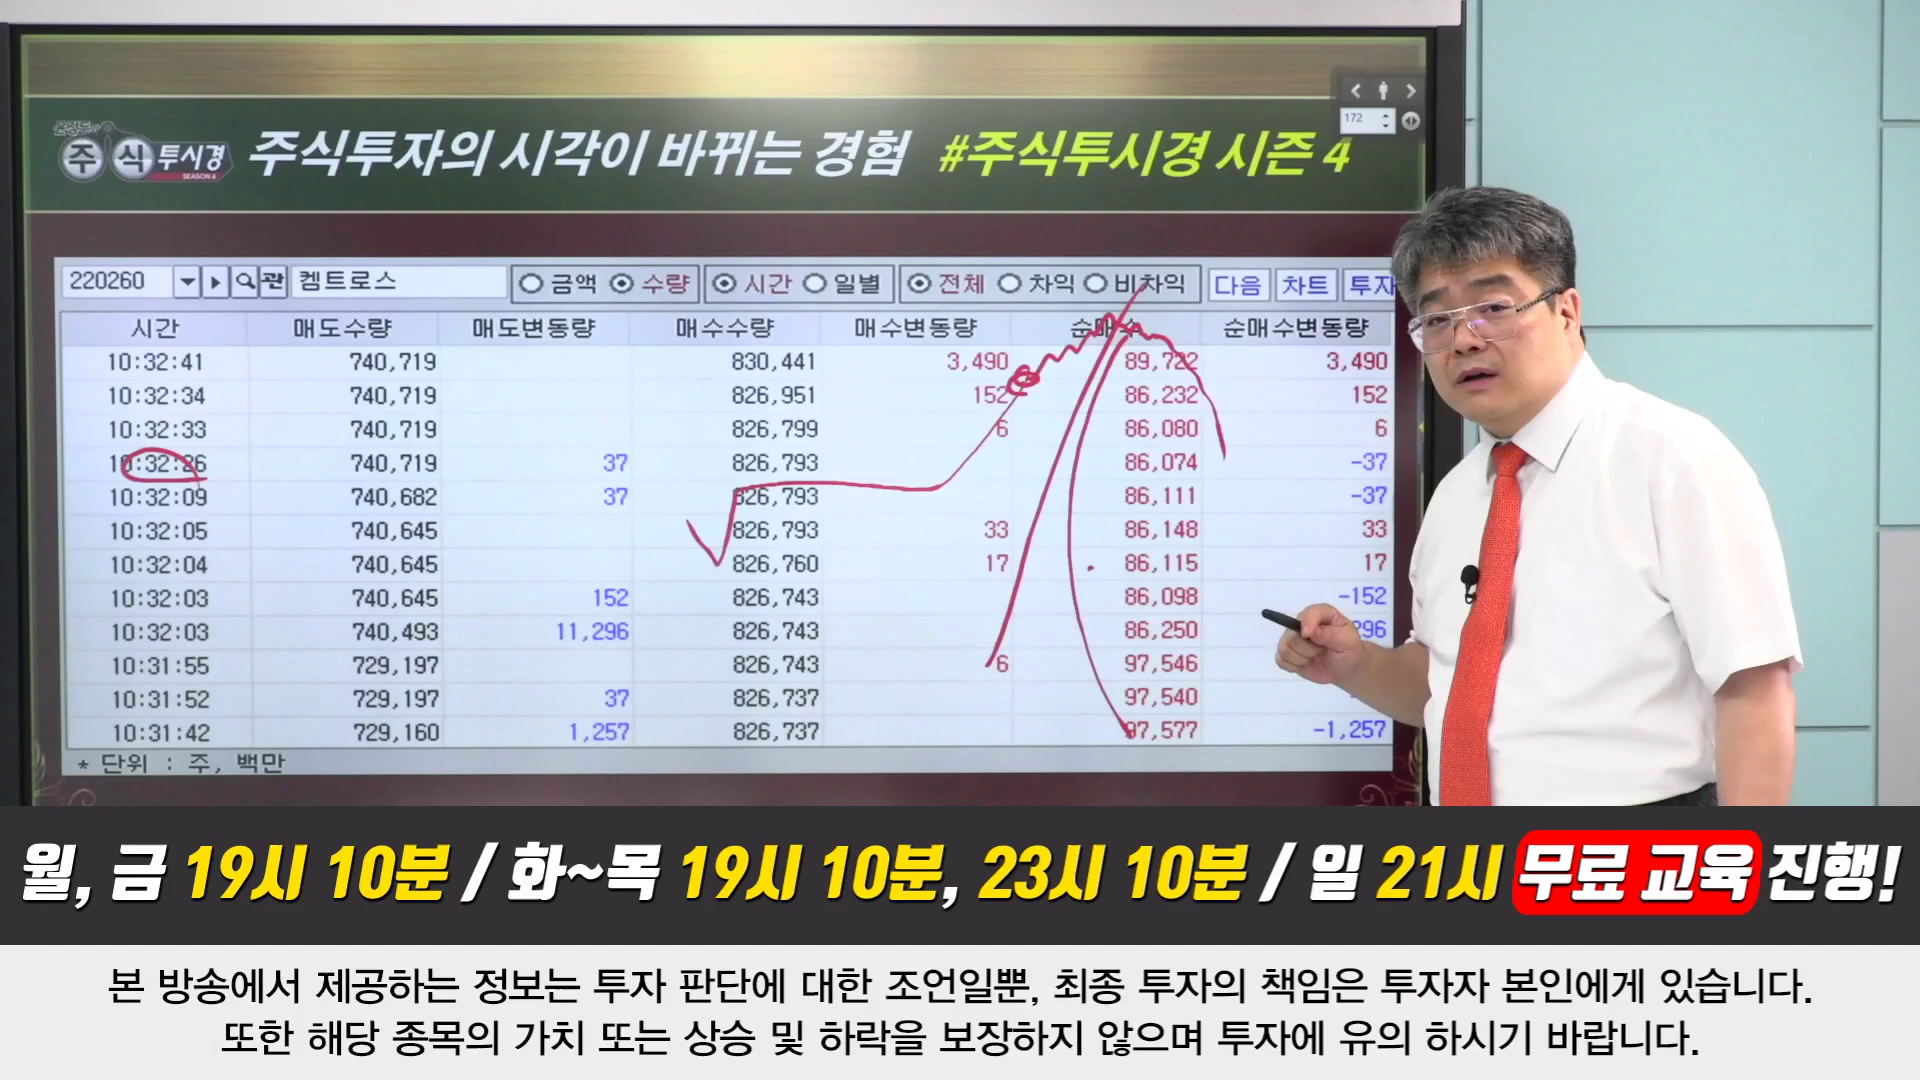 172
윤정두의
주식투시경
SEASON 4
주식투자의 시각이 바뀌는 경험 #주식투시경 시즌 4
220260 관 켐트로스 금액 수량 시간 일별 전체 차익 비차익 다음 차트 투자
시간 매도수량 매도변동량 매수수량 매수변동량 순매수 순매수변동량
10:32:41 740,719 830,441 3,490 89,722 3,490
10:32:34 740,719 826,951 152 86,232 152
10:32:33 740,719 826,799 6 86,080 6
10:32:26 740,719 37 826,793 86,074 -37
10:32:09 740,682 37 826,793 86,111 -37
10:32:05 740,645 826,793 33 86,148 33
10:32:04 740,645 826,760 17 86,115 17
10:32:03 740,645 152 826,743 86,098 -152
10:32:03 740,493 11,296 826,743 86,250 296
10:31:55 729,197 826,743 6 97,546
10:31:52 729,197 37 826,737 97,540
10:31:42 729,160 1,257 826,737 97,577 -1,257
* 단위 : 주, 백만
월, 금 19시 10분 / 화~목 19시 10분, 23시 10분 / 일 21시 무료 교육 진행!
본 방송에서 제공하는 정보는 투자 판단에 대한 조언일뿐, 최종 투자의 책임은 투자자 본인에게 있습니다.
또한 해당 종목의 가치 또는 상승 및 하락을 보장하지 않으며 투자에 유의 하시기 바랍니다.